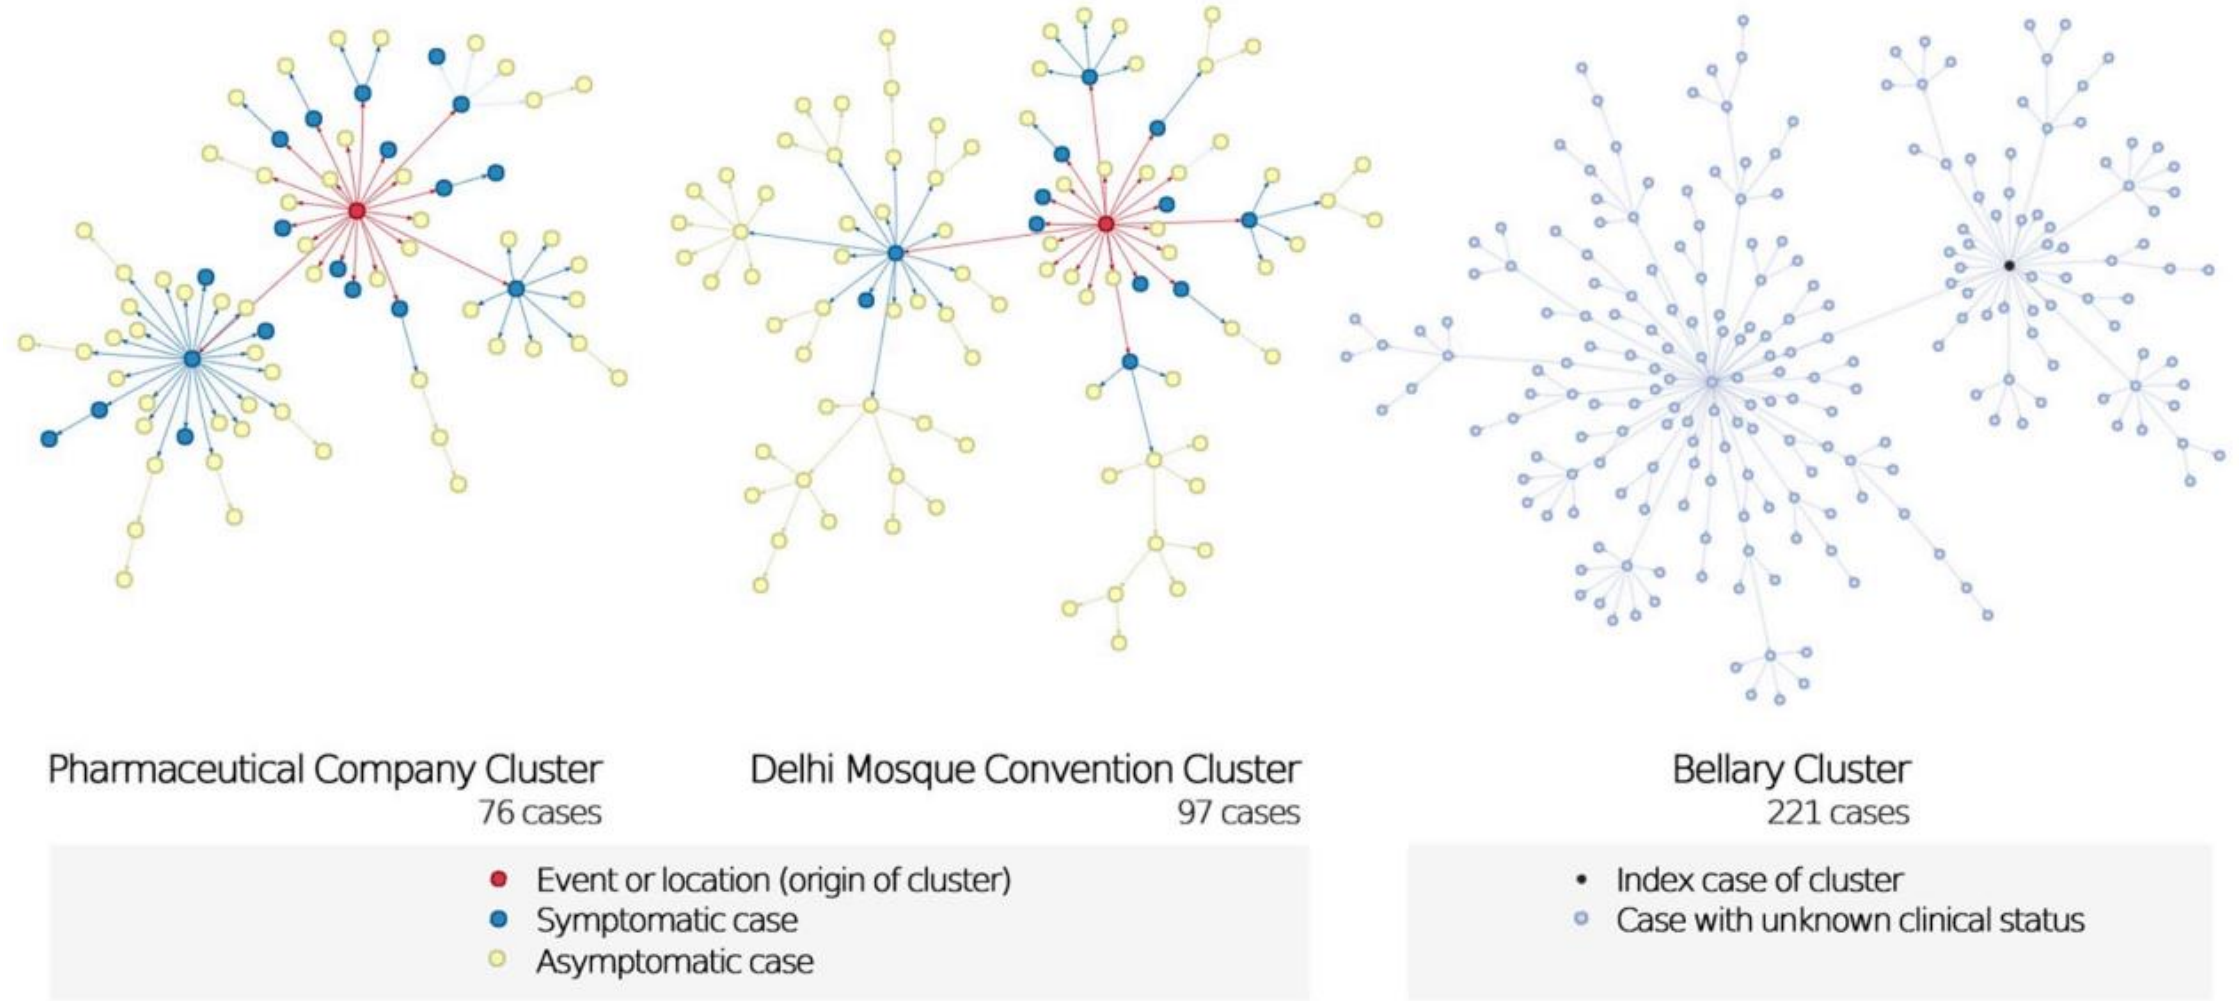 Pharmaceutical Company Cluster
76 cases
Delhi Mosque Convention Cluster
97 cases
Bellary Cluster
221 cases
Event or location (origin of cluster)
Symptomatic case
Asymptomatic case
Index case of cluster
Case with unknown clinical status